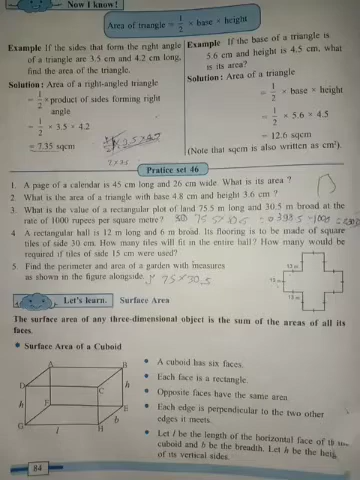 Now I know!
Area of triangle = 1/2 × base × height
Example If the sides that form the right angle
of a triangle are 3.5 cm and 4.2 cm long,
find the area of the triangle.
Solution: Area of a right-angled triangle
= 1/2 × product of sides forming right
angle
= 1/2 × 3.5 × 4.2
= 7.35 sqcm
Example: If the base of a triangle is
5.6 cm and height is 4.5 cm, what
is its area?
Solution: Area of a triangle
= 1/2 × base × height
= 1/2 × 5.6 × 4.5
= 12.6 sqcm
(Note that sqcm is also written as cm².)
Pratice set 46
1. A page of a calendar is 45 cm long and 26 cm wide. What is its area ?
2. What is the area of a triangle with base 4.8 cm and height 3.6 cm ?
3. What is the value of a rectangular plot of land 75.5 m long and 30.5 m broad at the
rate of 1000 rupees per square metre?
4. A rectangular hall is 12 m long and 6 m broad. Its flooring is to be made of square
tiles of side 30 cm. How many tiles will fit in the entire hall ? How many would be
required if tiles of side 15 cm were used?
5. Find the perimeter and area of a garden with measures
as shown in the figure alongside.
75 × 30.5
13 m
13 m
13 m
Let's learn. Surface Area
The surface area of any three-dimensional object is the sum of the areas of all its
faces.
• Surface Area of a Cuboid
A B
D C h
h F E
G l H b
• A cuboid has six faces.
• Each face is a rectangle.
• Opposite faces have the same area.
• Each edge is perpendicular to the two other
edges it meets.
• Let l be the length of the horizontal face of
cuboid and b be the breadth. Let h be the
of its vertical sides.
84